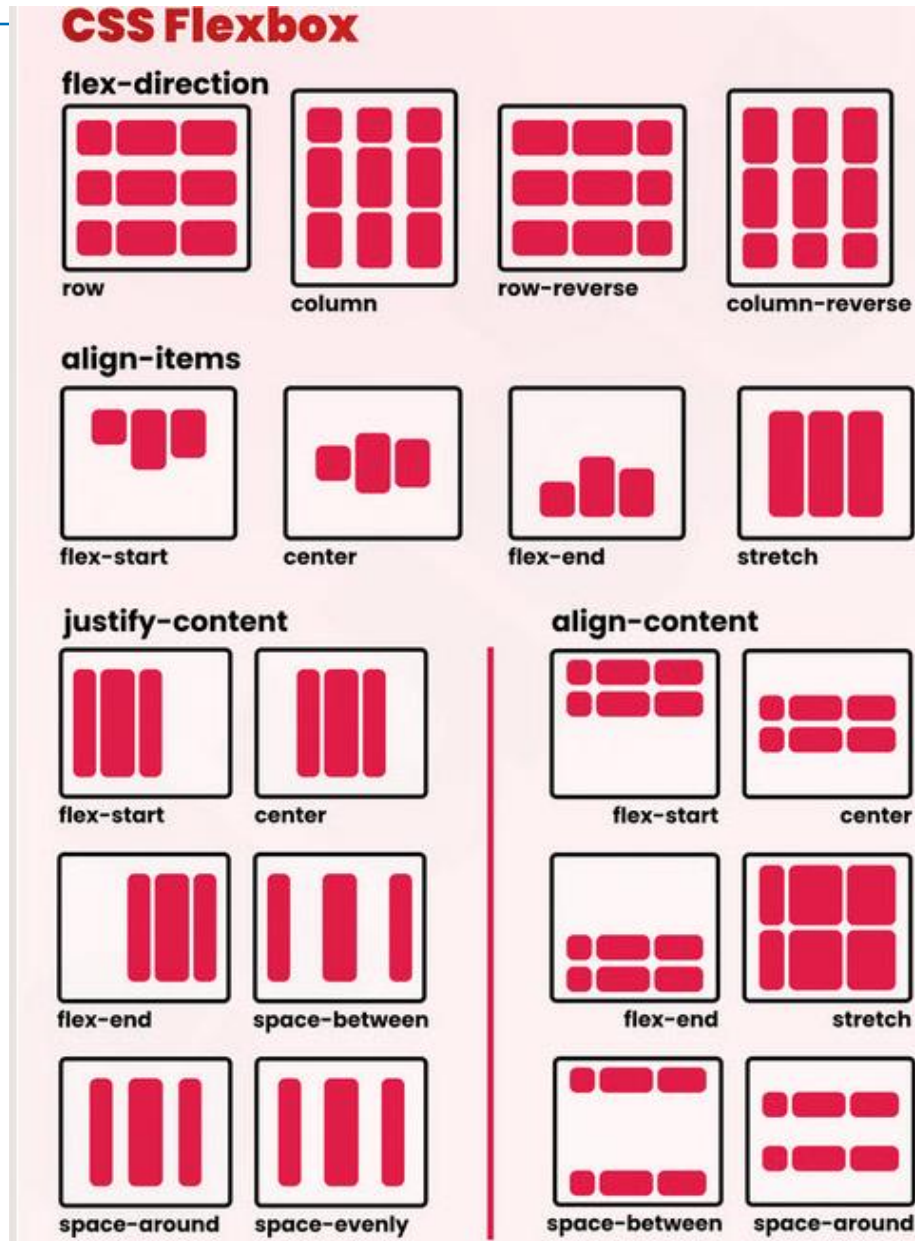 CSS Flexbox
flex-direction
row
column
row-reverse
column-reverse
align-items
flex-start
center
flex-end
stretch
justify-content
flex-start
center
flex-end
space-between
space-around
space-evenly
align-content
flex-start
center
flex-end
stretch
space-between
space-around